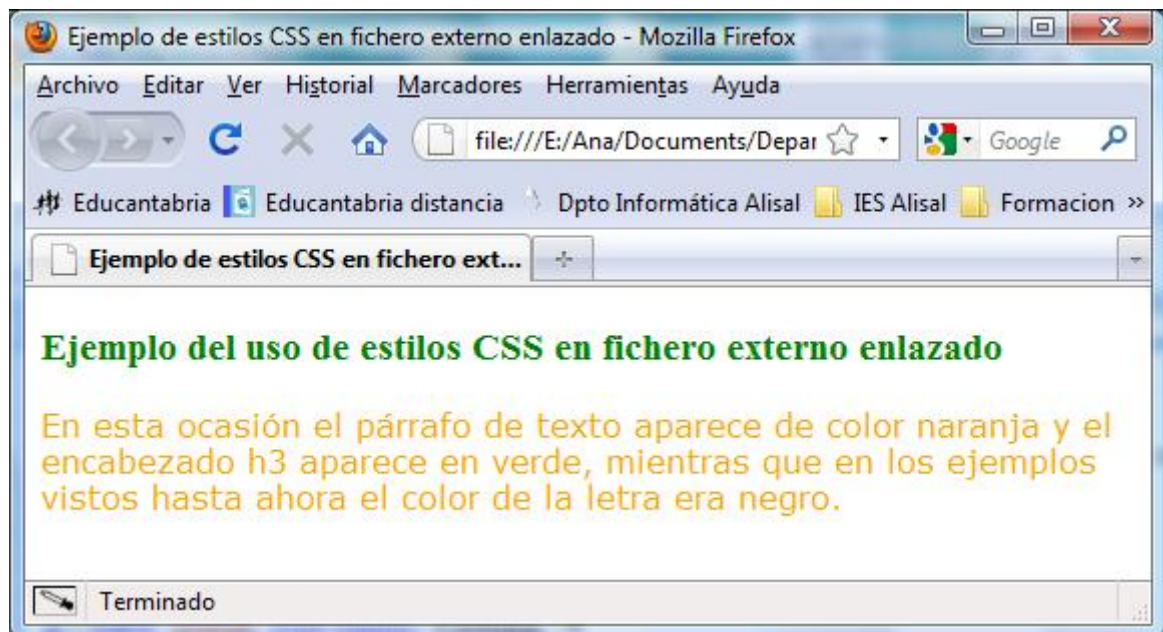 Ejemplo de estilos CSS en fichero externo enlazado - Mozilla Firefox
Archivo Editar Ver Historial Marcadores Herramientas Ayuda
file:///E:/Ana/Documents/Depar Google
Educantabria Educantabria distancia Dpto Informática Alisal IES Alisal Formacion »
Ejemplo de estilos CSS en fichero ext...
Ejemplo del uso de estilos CSS en fichero externo enlazado
En esta ocasión el párrafo de texto aparece de color naranja y el
encabezado h3 aparece en verde, mientras que en los ejemplos
vistos hasta ahora el color de la letra era negro.
Terminado